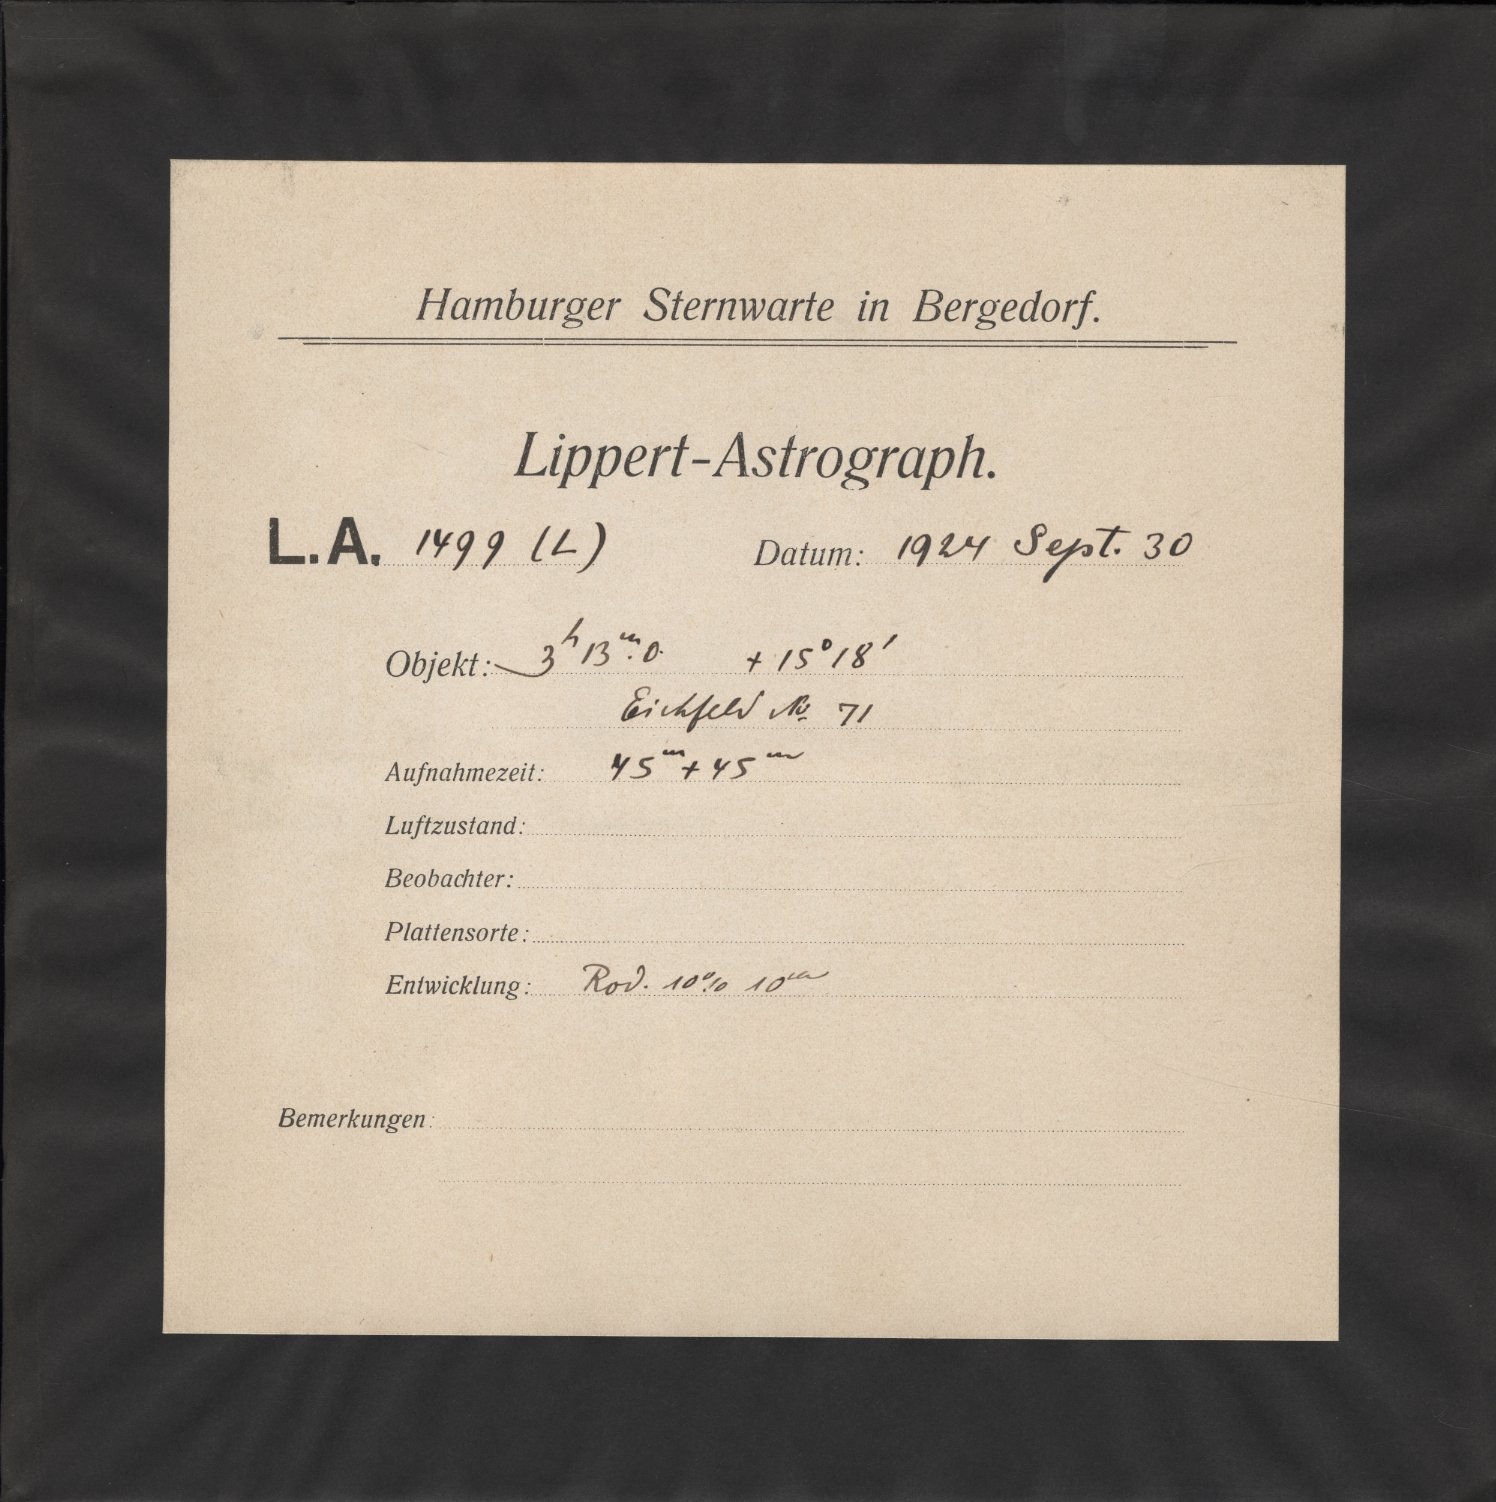 Hamburger Sternwarte in Bergedorf.
Lippert-Astrograph.
L.A. 1499 (L) Datum: 1924 Sept. 30
Objekt: 3ʰ 13ᵐ.0 + 15° 18'
Eichfeld No 71
Aufnahmezeit: 45ᵐ + 45ᵐ
Luftzustand:
Beobachter:
Plattensorte:
Entwicklung: Rod. 10% 10ᵐ
Bemerkungen: